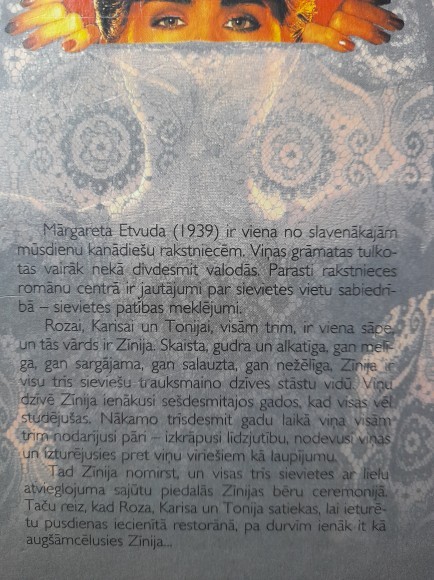 Mārgareta Etvuda (1939) ir viena no slavenākajām
mūsdienu kanādiešu rakstniecēm. Viņas grāmatas tulko-
tas vairāk nekā divdesmit valodās. Parasti rakstnieces
romānu centrā ir jautājumi par sievietes vietu sabiedrī-
bā – sievietes patības meklējumi.
Rozai, Karisai un Tonijai, visām trim, ir viena sāpe,
un tās vārds ir Zinija. Skaista, gudra un alkatīga, gan melī-
ga, gan sargājama, gan salauzta, gan nežēlīga, Zinija ir
visu trīs sieviešu trauksmaino dzīves stāstu vidū. Viņu
dzīvē Zinija ienākusi sešdesmitajos gados, kad visas vēl
studējušas. Nākamo trīsdesmit gadu laikā viņa visām
trim nodarījusi pāri – izkrāpusi līdzjūtību, nodevusi viņas
un izturējusies pret viņu vīriešiem kā laupījumu.
Tad Zinija nomirst, un visas trīs sievietes ar lielu
atvieglojuma sajūtu piedalās Zinijas bēru ceremonijā.
Taču reiz, kad Roza, Karisa un Tonija satiekas, lai ieturē-
tu pusdienas iecienītā restorānā, pa durvīm ienāk it kā
augšāmcēlusies Zinija...